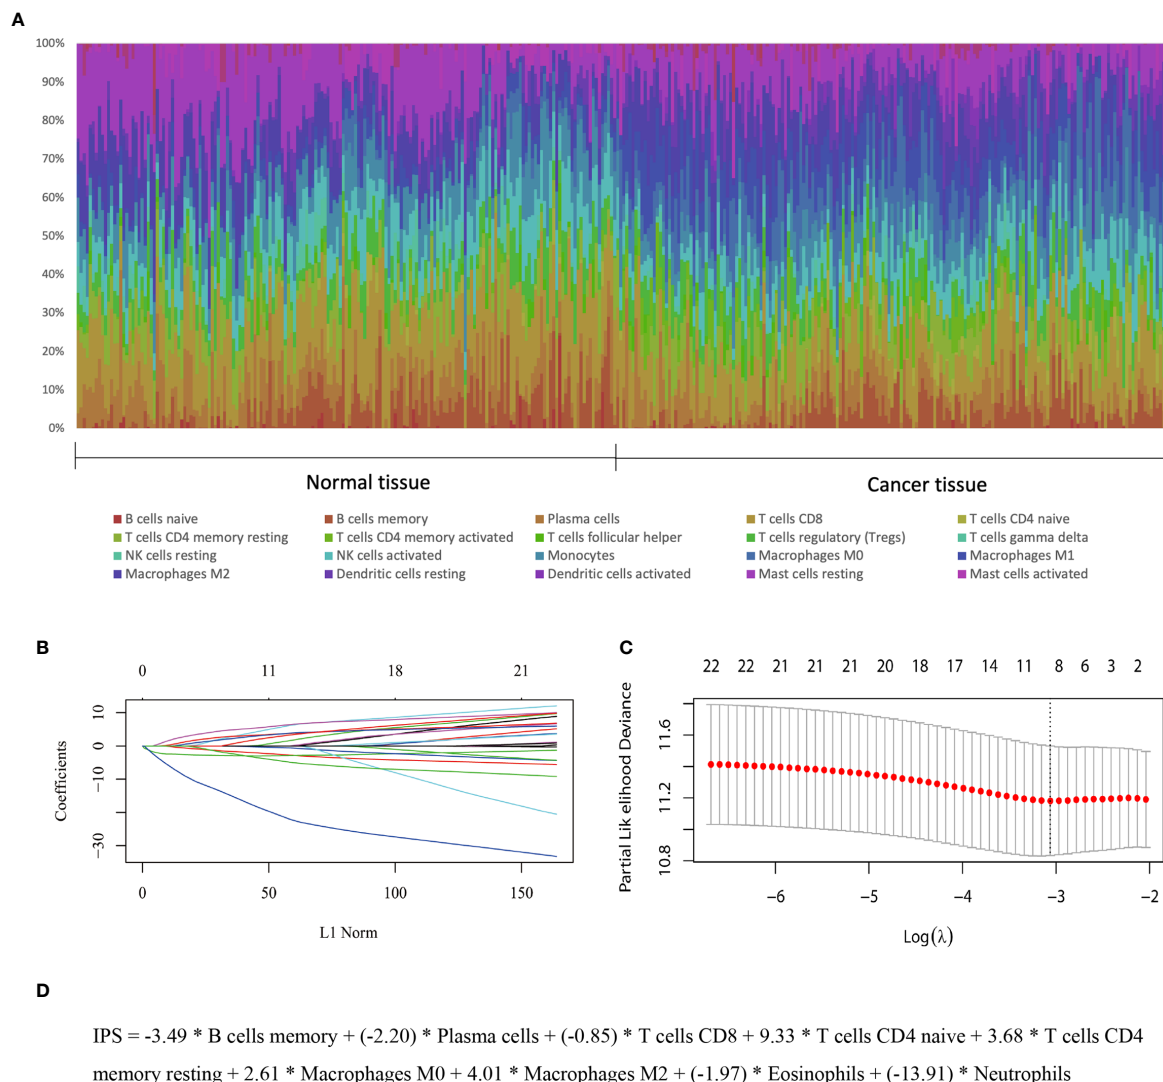 A
100%
90%
80%
70%
60%
50%
40%
30%
20%
10%
0%
Normal tissue Cancer tissue
B cells naive B cells memory Plasma cells T cells CD8 T cells CD4 naive
T cells CD4 memory resting T cells CD4 memory activated T cells follicular helper T cells regulatory (Tregs) T cells gamma delta
NK cells resting NK cells activated Monocytes Macrophages M0 Macrophages M1
Macrophages M2 Dendritic cells resting Dendritic cells activated Mast cells resting Mast cells activated
B
0 11 18 21
Coefficients
10
0
−10
−30
0 50 100 150
L1 Norm
C
22 22 21 21 21 20 18 17 14 11 8 6 3 2
Partial Lik elihood Deviance
11.6
11.2
10.8
−6 −5 −4 −3 −2
Log(λ)
D
IPS = -3.49 * B cells memory + (-2.20) * Plasma cells + (-0.85) * T cells CD8 + 9.33 * T cells CD4 naive + 3.68 * T cells CD4
memory resting + 2.61 * Macrophages M0 + 4.01 * Macrophages M2 + (-1.97) * Eosinophils + (-13.91) * Neutrophils